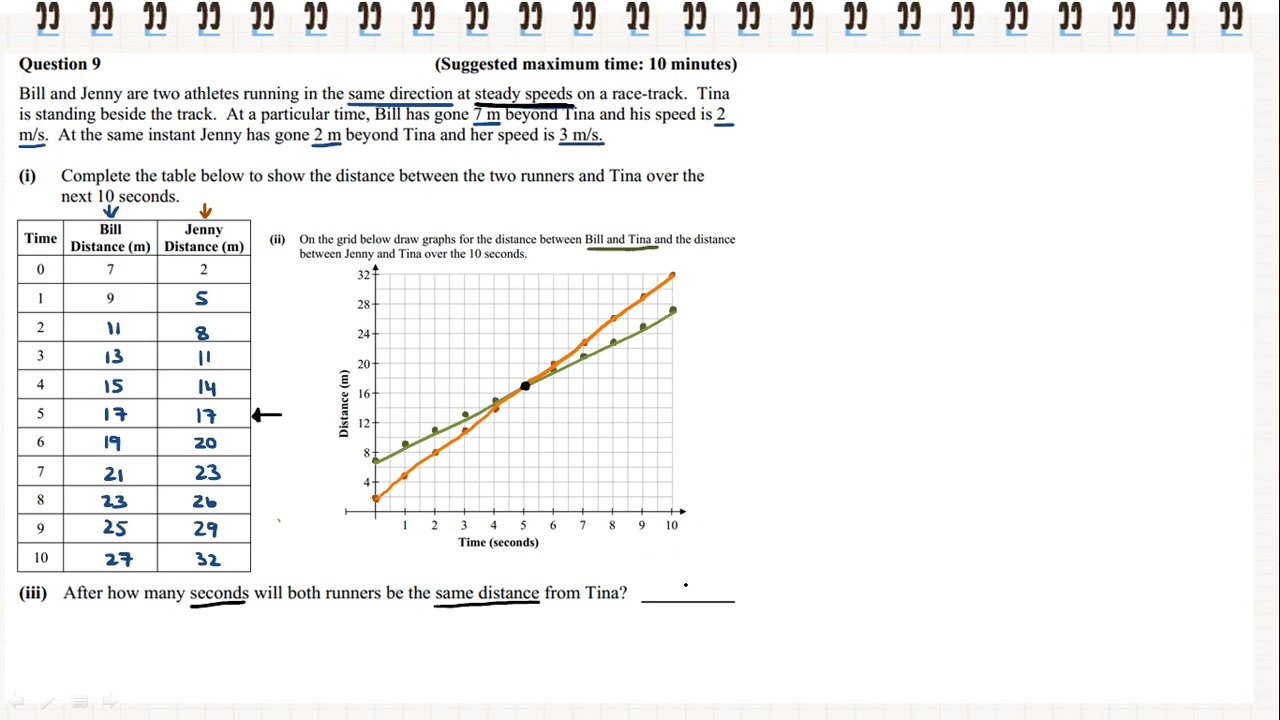 Question 9 (Suggested maximum time: 10 minutes)
Bill and Jenny are two athletes running in the same direction at steady speeds on a race-track. Tina
is standing beside the track. At a particular time, Bill has gone 7 m beyond Tina and his speed is 2
m/s. At the same instant Jenny has gone 2 m beyond Tina and her speed is 3 m/s.
(i) Complete the table below to show the distance between the two runners and Tina over the
next 10 seconds.
Time Bill Distance (m) Jenny Distance (m)
0 7 2
1 9 5
2 11 8
3 13 11
4 15 14
5 17 17
6 19 20
7 21 23
8 23 26
9 25 29
10 27 32
(ii) On the grid below draw graphs for the distance between Bill and Tina and the distance
between Jenny and Tina over the 10 seconds.
32
28
24
20
16
12
8
4
Distance (m)
1 2 3 4 5 6 7 8 9 10
Time (seconds)
(iii) After how many seconds will both runners be the same distance from Tina?